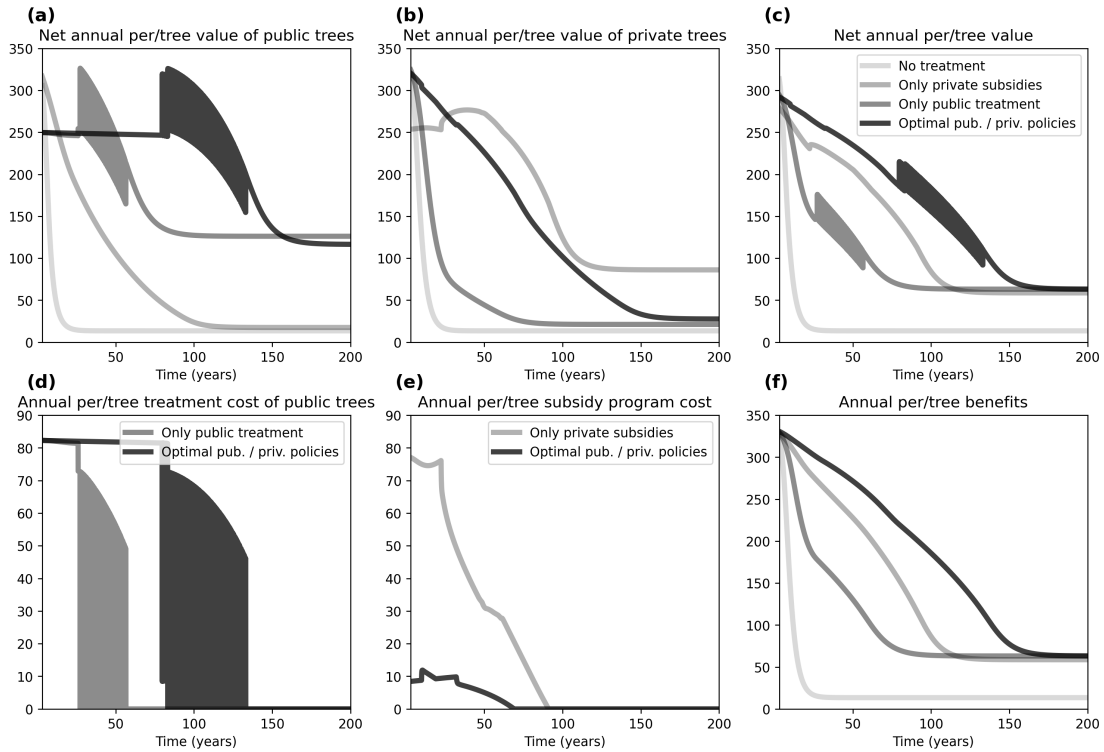 (a)
Net annual per/tree value of public trees
350
300
250
200
150
100
50
0
50
100
150
200
Time (years)
(b)
Net annual per/tree value of private trees
350
300
250
200
150
100
50
0
50
100
150
200
Time (years)
(c)
Net annual per/tree value
No treatment
Only private subsidies
Only public treatment
Optimal pub. / priv. policies
350
300
250
200
150
100
50
0
50
100
150
200
Time (years)
(d)
Annual per/tree treatment cost of public trees
Only public treatment
Optimal pub. / priv. policies
90
80
70
60
50
40
30
20
10
0
50
100
150
200
Time (years)
(e)
Annual per/tree subsidy program cost
Only private subsidies
Optimal pub. / priv. policies
90
80
70
60
50
40
30
20
10
0
50
100
150
200
Time (years)
(f)
Annual per/tree benefits
350
300
250
200
150
100
50
0
50
100
150
200
Time (years)